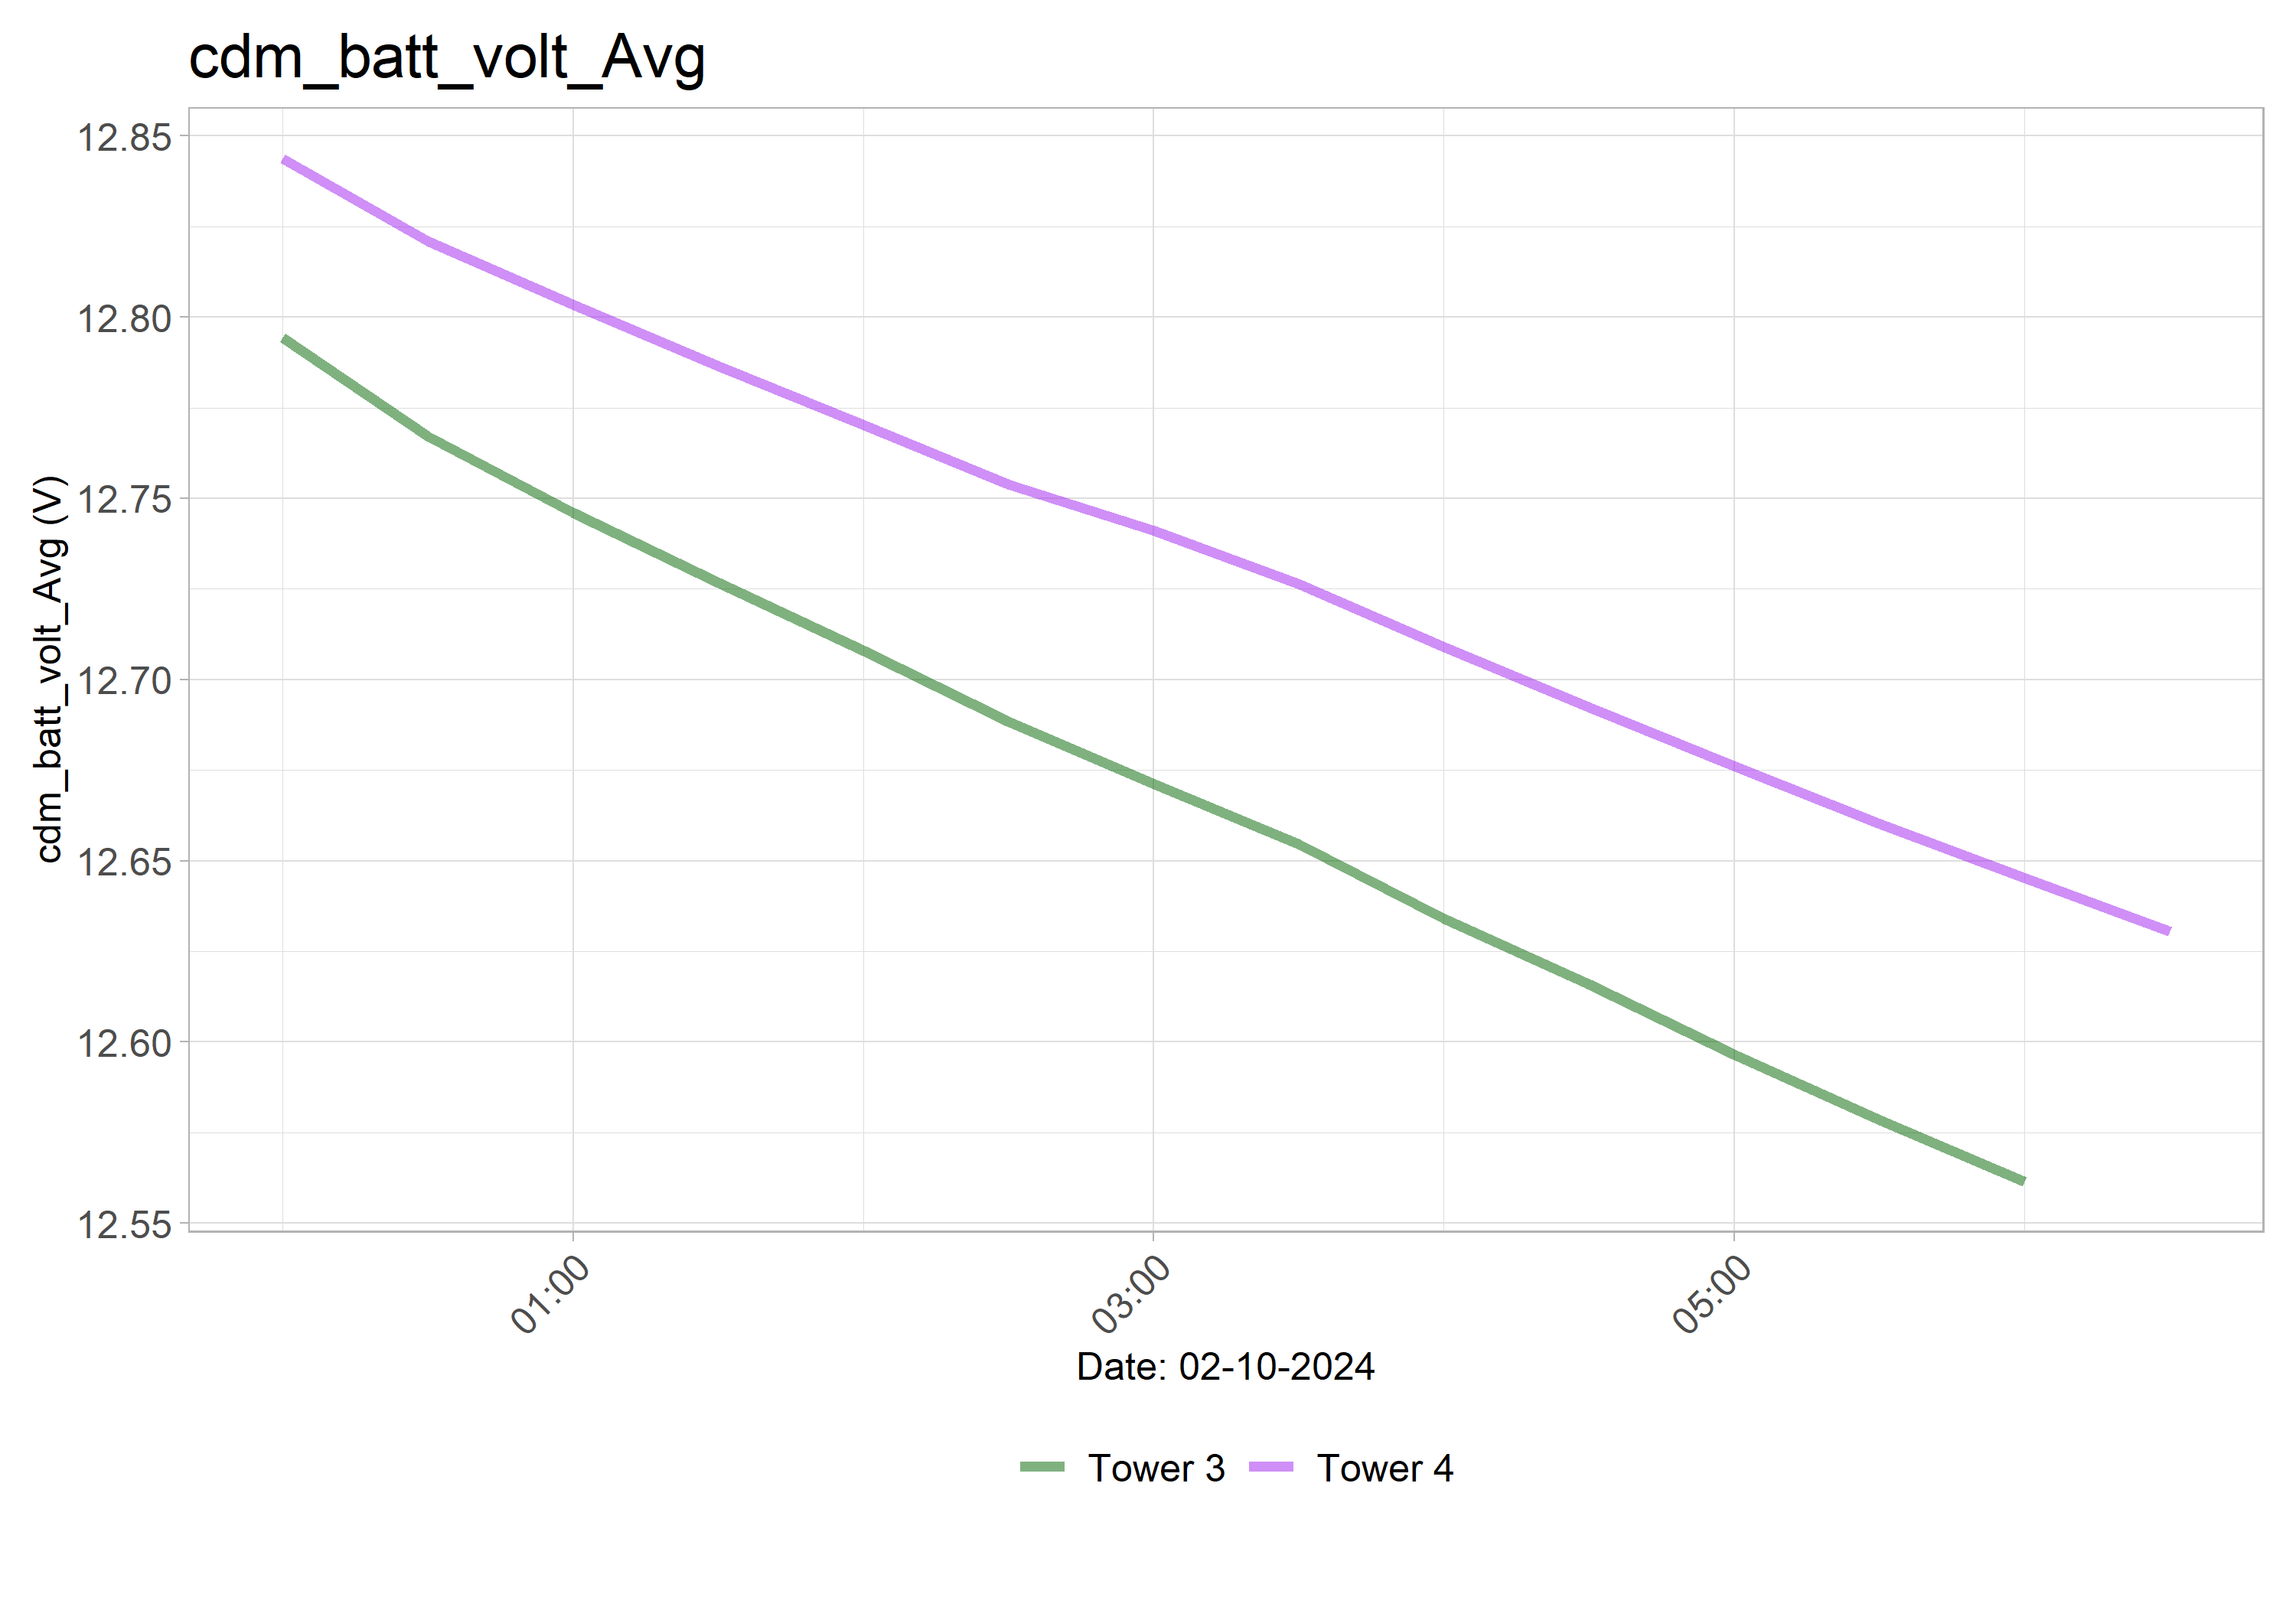 cdm_batt_volt_Avg
cdm_batt_volt_Avg (V)
12.85
12.80
12.75
12.70
12.65
12.60
12.55
01:00
03:00
05:00
Date: 02-10-2024
Tower 3
Tower 4